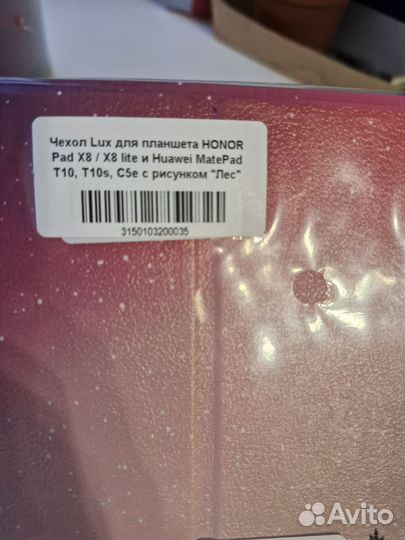 Чехол Lux для планшета HONOR
Pad X8 / X8 lite и Huawei MatePad
T10, T10s, C5e с рисунком "Лес"
3150103200035
Avito